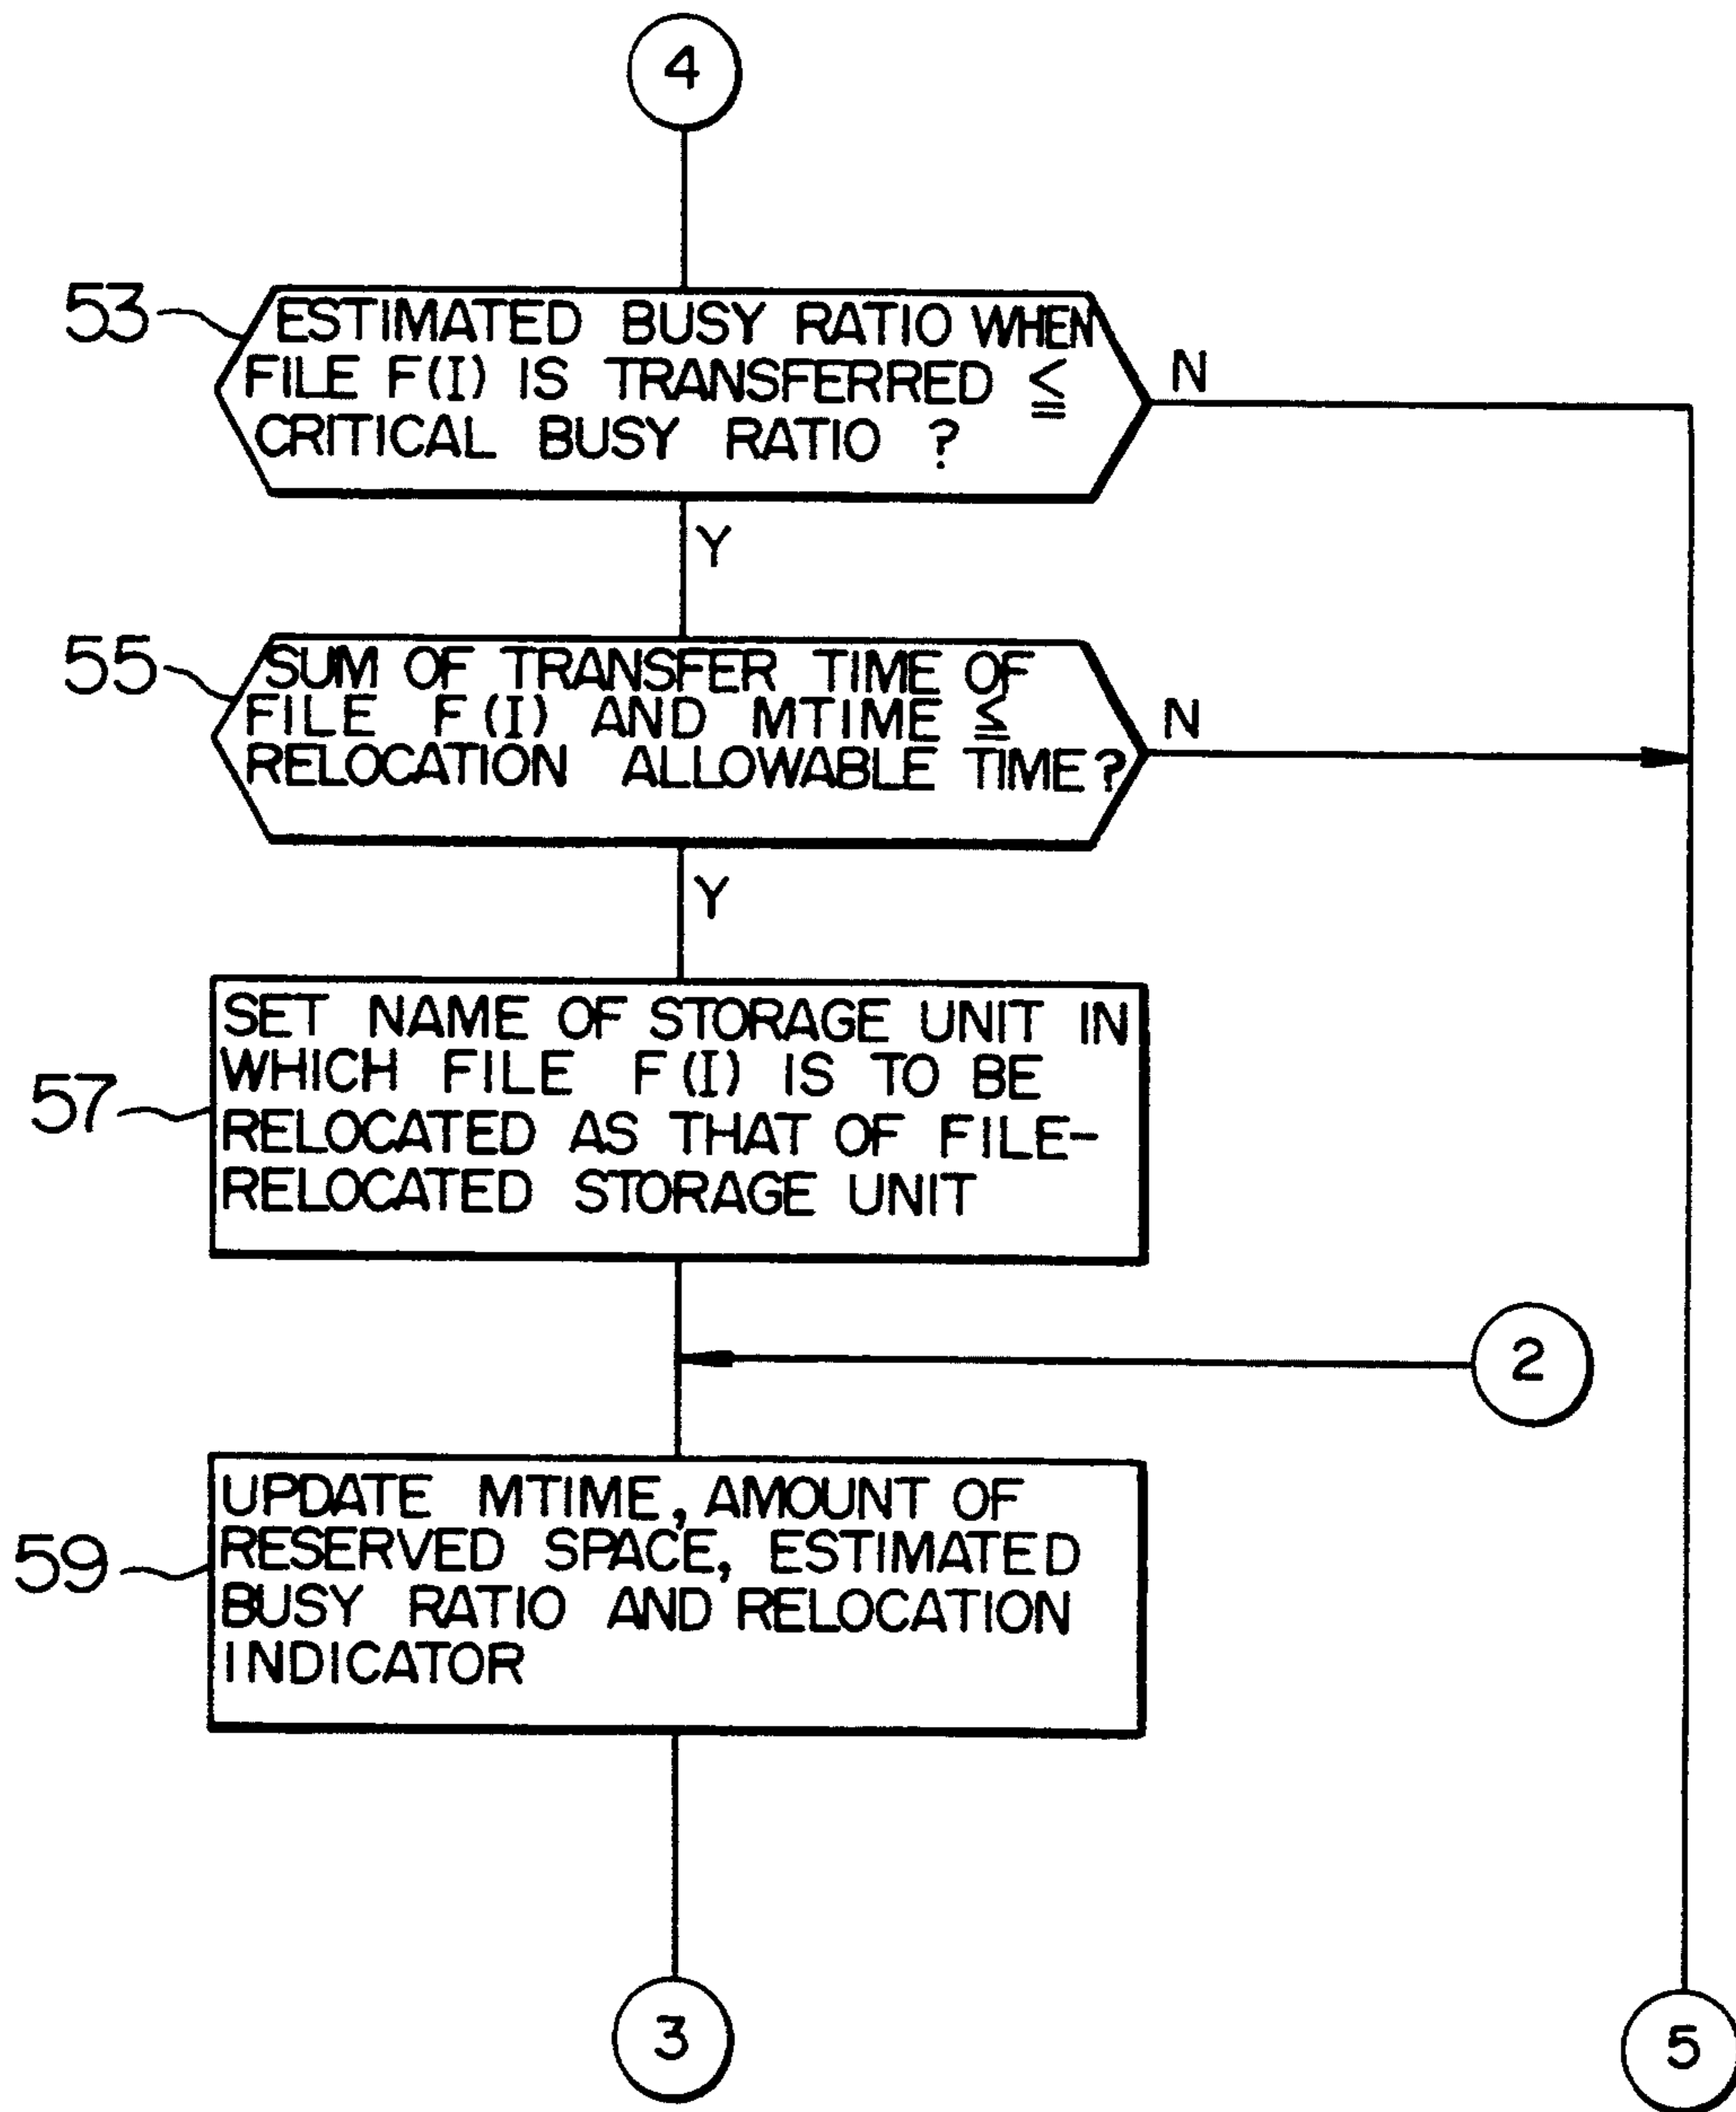 4
53
ESTIMATED BUSY RATIO WHEN
FILE F(I) IS TRANSFERRED ≦
CRITICAL BUSY RATIO ?
N
Y
55
SUM OF TRANSFER TIME OF
FILE F(I) AND MTIME ≦
RELOCATION ALLOWABLE TIME?
N
Y
57
SET NAME OF STORAGE UNIT IN
WHICH FILE F(I) IS TO BE
RELOCATED AS THAT OF FILE-
RELOCATED STORAGE UNIT
2
59
UPDATE MTIME, AMOUNT OF
RESERVED SPACE, ESTIMATED
BUSY RATIO AND RELOCATION
INDICATOR
3
5